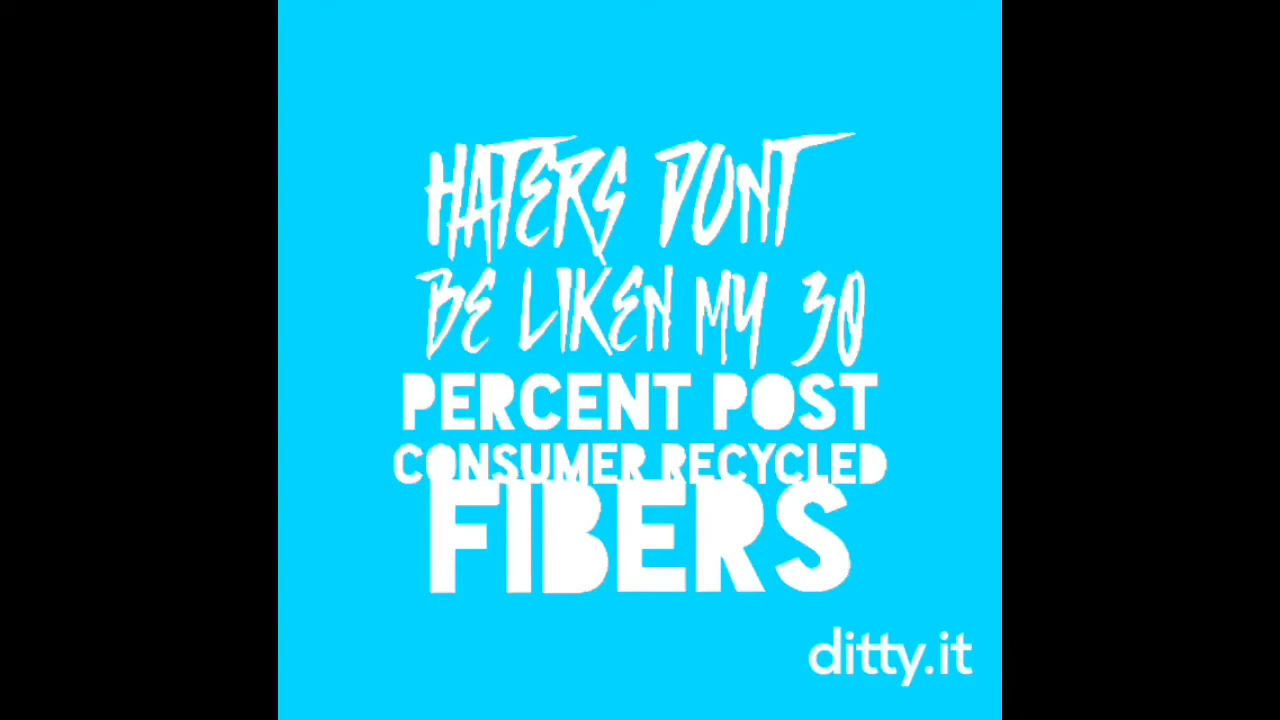 HATERS DONT
BE LIKEN MY 30
PERCENT POST
CONSUMER RECYCLED
FIBERS
ditty.it